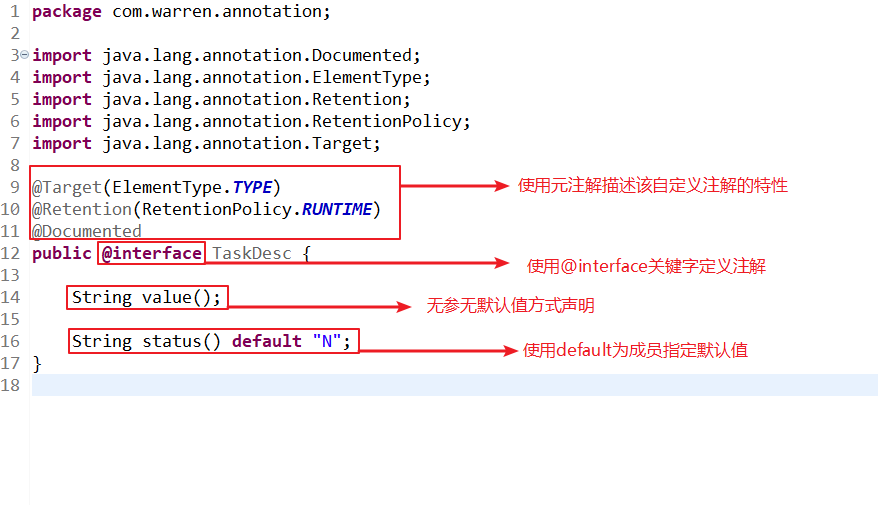 1 package com.warren.annotation;
2
3 import java.lang.annotation.Documented;
4 import java.lang.annotation.ElementType;
5 import java.lang.annotation.Retention;
6 import java.lang.annotation.RetentionPolicy;
7 import java.lang.annotation.Target;
8
9 @Target(ElementType.TYPE) 使用元注解描述该自定义注解的特性
10 @Retention(RetentionPolicy.RUNTIME)
11 @Documented
12 public @interface TaskDesc { 使用@interface关键字定义注解
13
14 String value(); 无参无默认值方式声明
15
16 String status() default "N"; 使用default为成员指定默认值
17 }
18